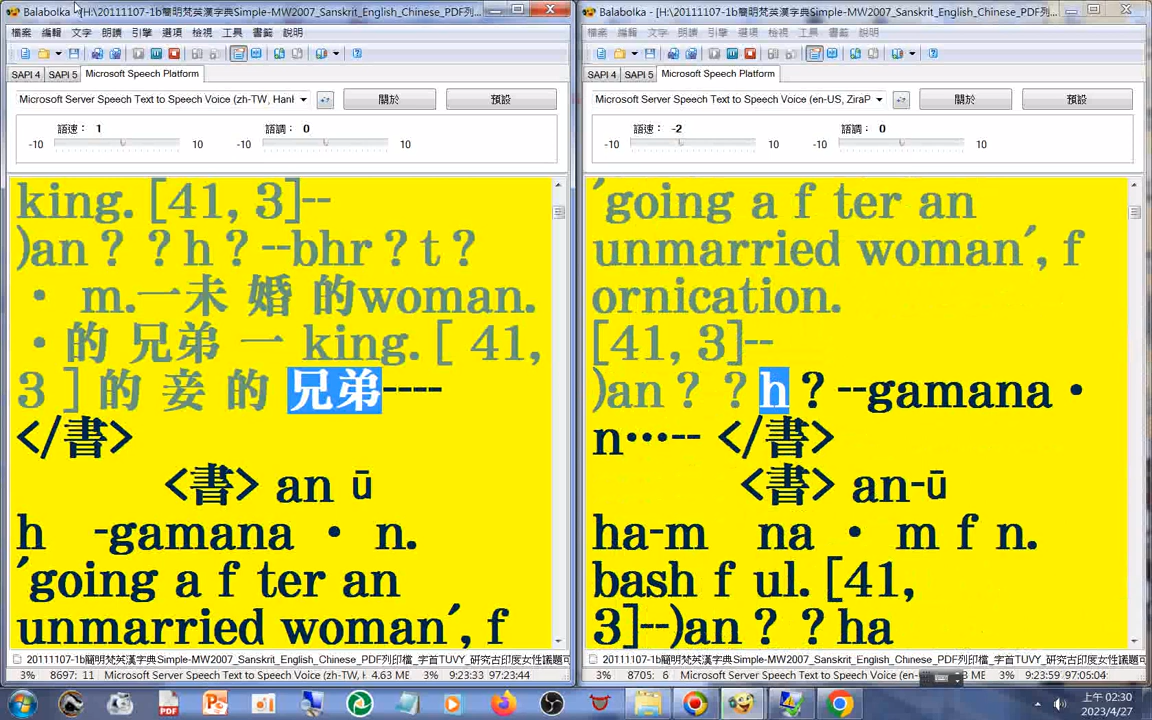 Balabolka - [H:\20111107-1b簡明梵英漢字典Simple-MW2007_Sanskrit_English_Chinese_PDF列...
檔案 編輯 文字 朗讀 引擎 選項 檢視 工具 書籤 說明
SAPI 4 SAPI 5 Microsoft Speech Platform
Microsoft Server Speech Text to Speech Voice (zh-TW, Hanl 關於 預設
語速： 1 語調： 0
-10 10 -10 10
king. [41, 3]--
)an？？h？--bhr？t？
• m.一未 婚 的woman.
• 的 兄弟 一 king. [ 41,
3 ] 的 妾 的 兄弟----
</書>
<書> an ū
h -gamana • n.
'going a f ter an
unmarried woman', f
20111107-1b簡明梵英漢字典Simple-MW2007_Sanskrit_English_Chinese_PDF列印檔_字首TUVY_研究古印度女性議題可
3% 8697: 11 Microsoft Server Speech Text to Speech Voice (zh-TW, H 4.63 MB 3% 9:23:33 97:23:44
Balabolka - [H:\20111107-1b簡明梵英漢字典Simple-MW2007_Sanskrit_English_Chinese_PDF列...
檔案 編輯 文字 朗讀 引擎 選項 檢視 工具 書籤 說明
SAPI 4 SAPI 5 Microsoft Speech Platform
Microsoft Server Speech Text to Speech Voice (en-US, ZiraP 關於 預設
語速： -2 語調： 0
-10 10 -10 10
'going a f ter an
unmarried woman', f
ornication.
[41, 3]--
)an？？h？--gamana •
n…-- </書>
<書> an-ū
ha-m na • m f n.
bash f ul. [41,
3]--)an？？ha
20111107-1b簡明梵英漢字典Simple-MW2007_Sanskrit_English_Chinese_PDF列印檔_字首TUVY_研究古印度女性議題可
3% 8705: 6 Microsoft Server Speech Text to Speech Voice 3% 9:23:59 97:05:04
上午 02:30
2023/4/27